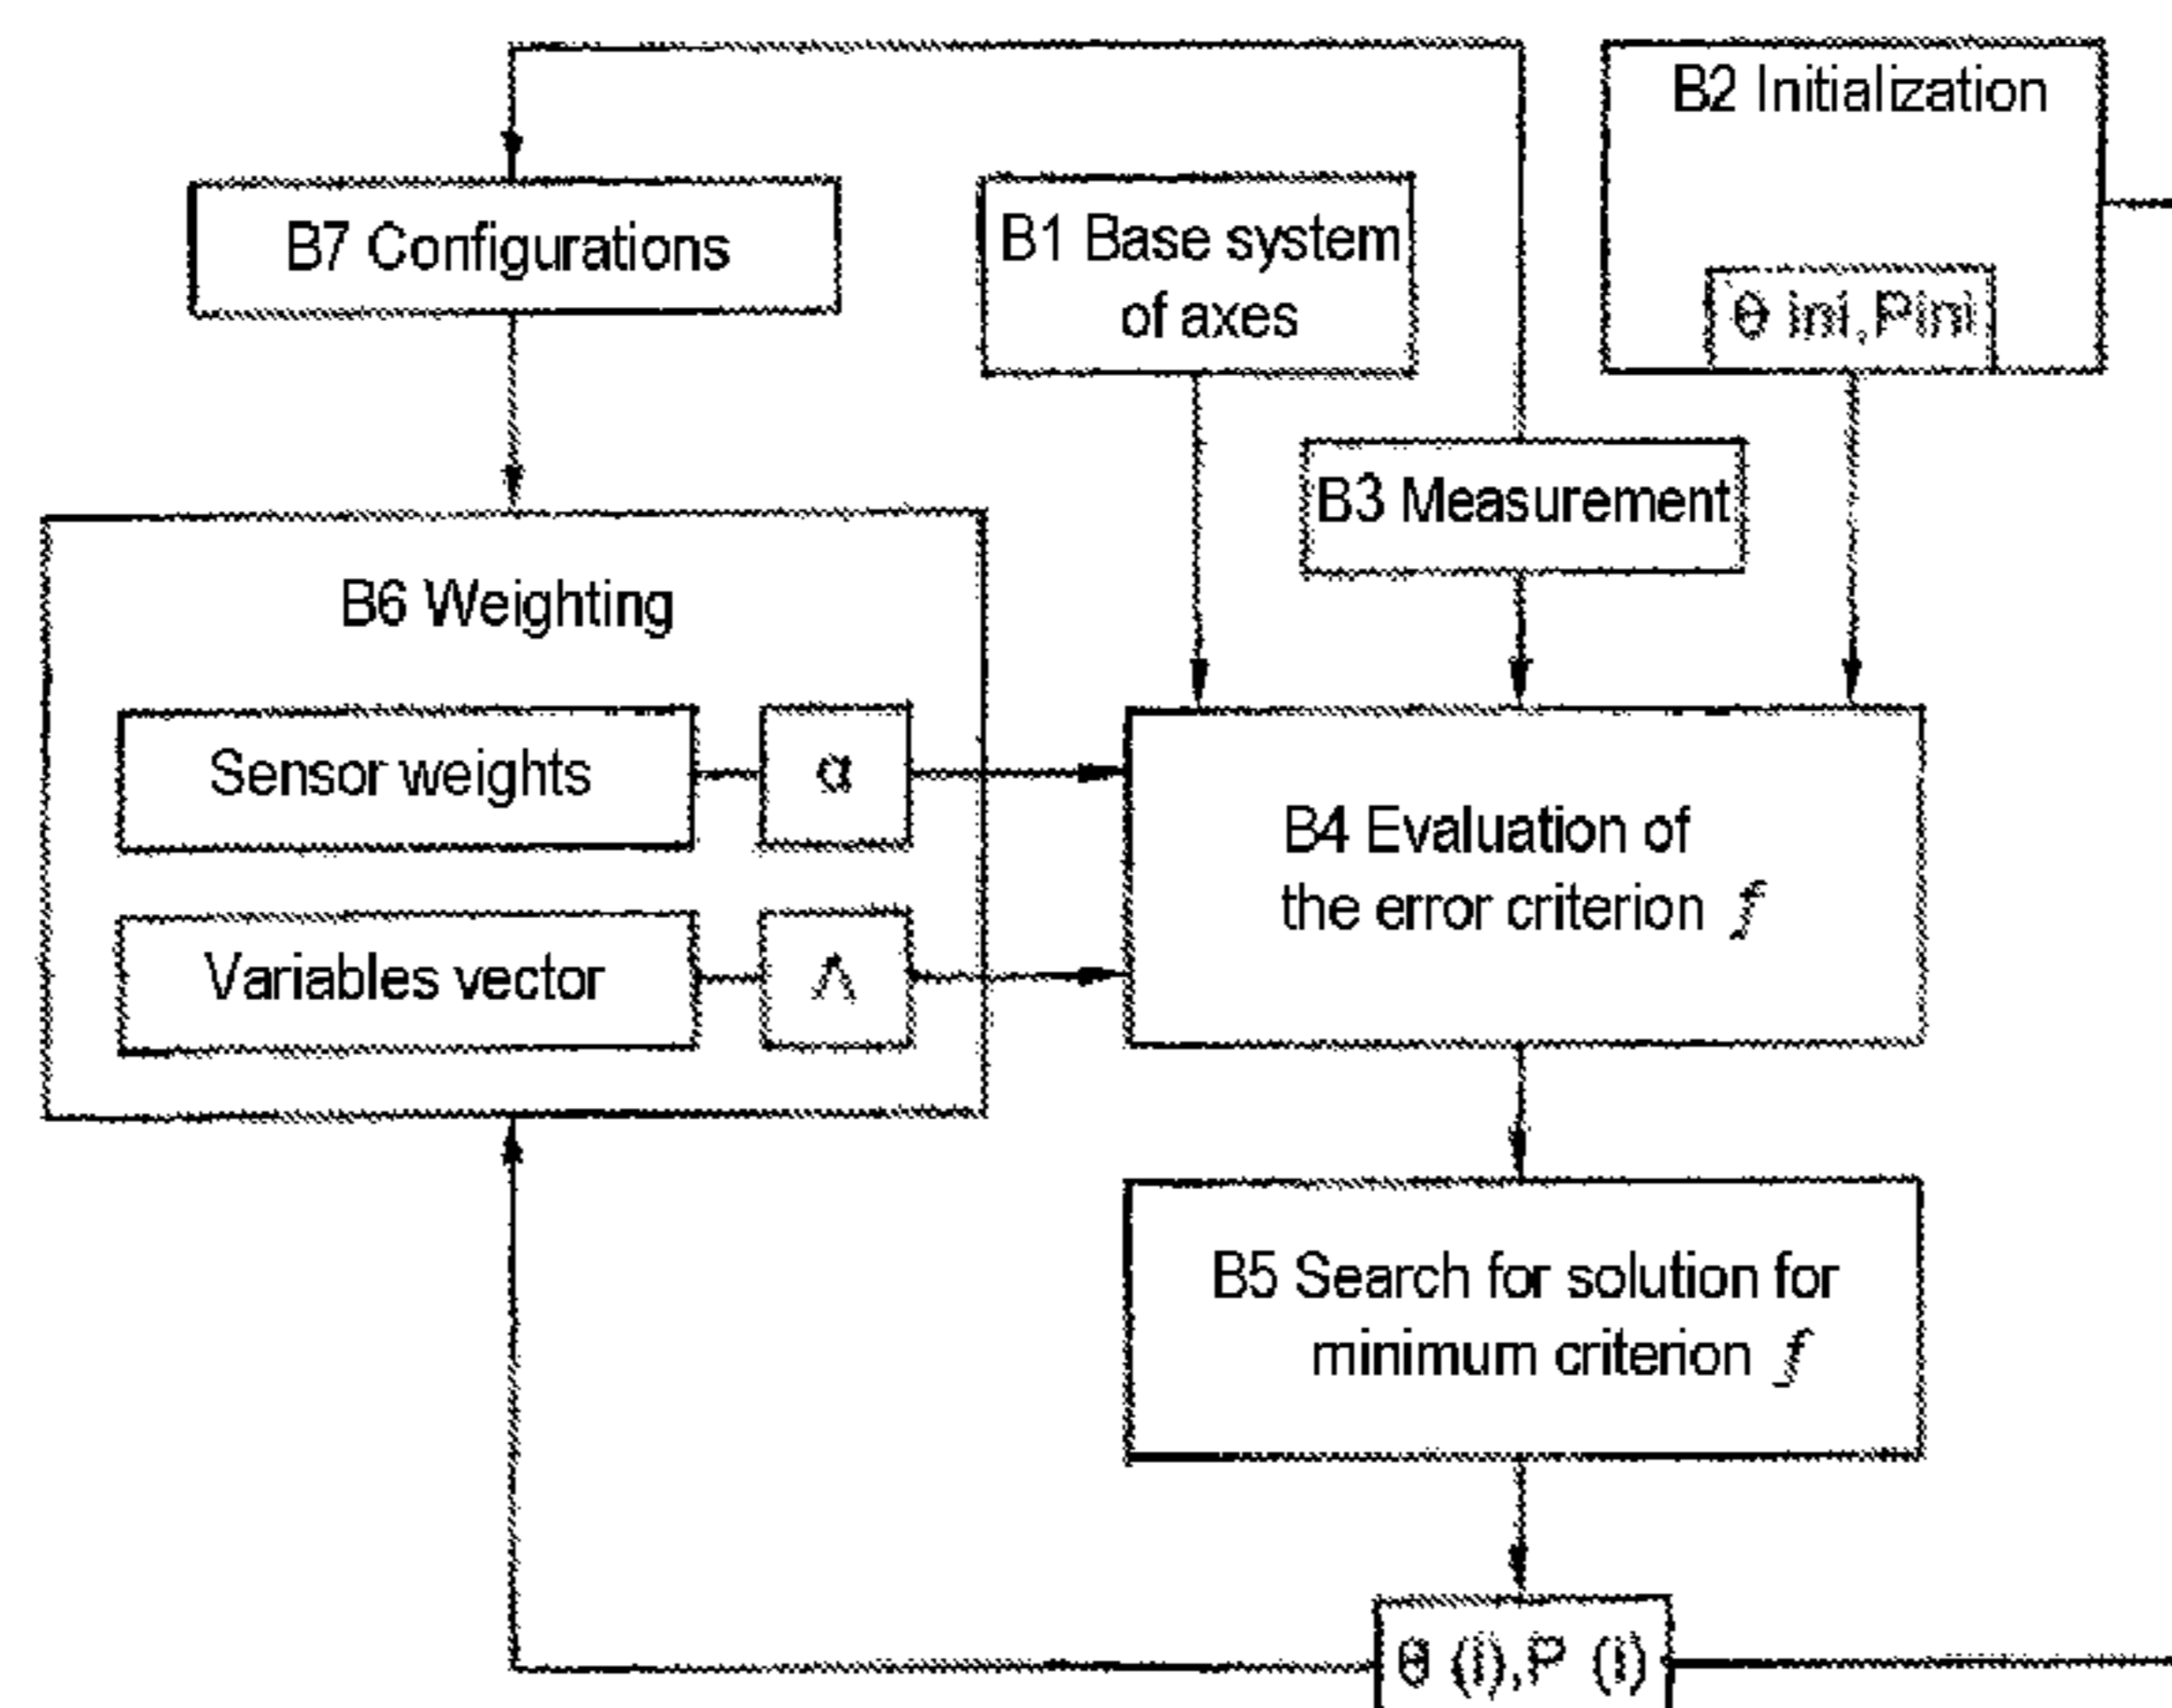 B2 Initialization
B7 Configurations
B1 Base system
of axes
θ ini,Pini
B3 Measurement
B6 Weighting
Sensor weights
α
B4 Evaluation of
the error criterion ƒ
Variables vector
Λ
B5 Search for solution for
minimum criterion ƒ
θ (i),P (i)